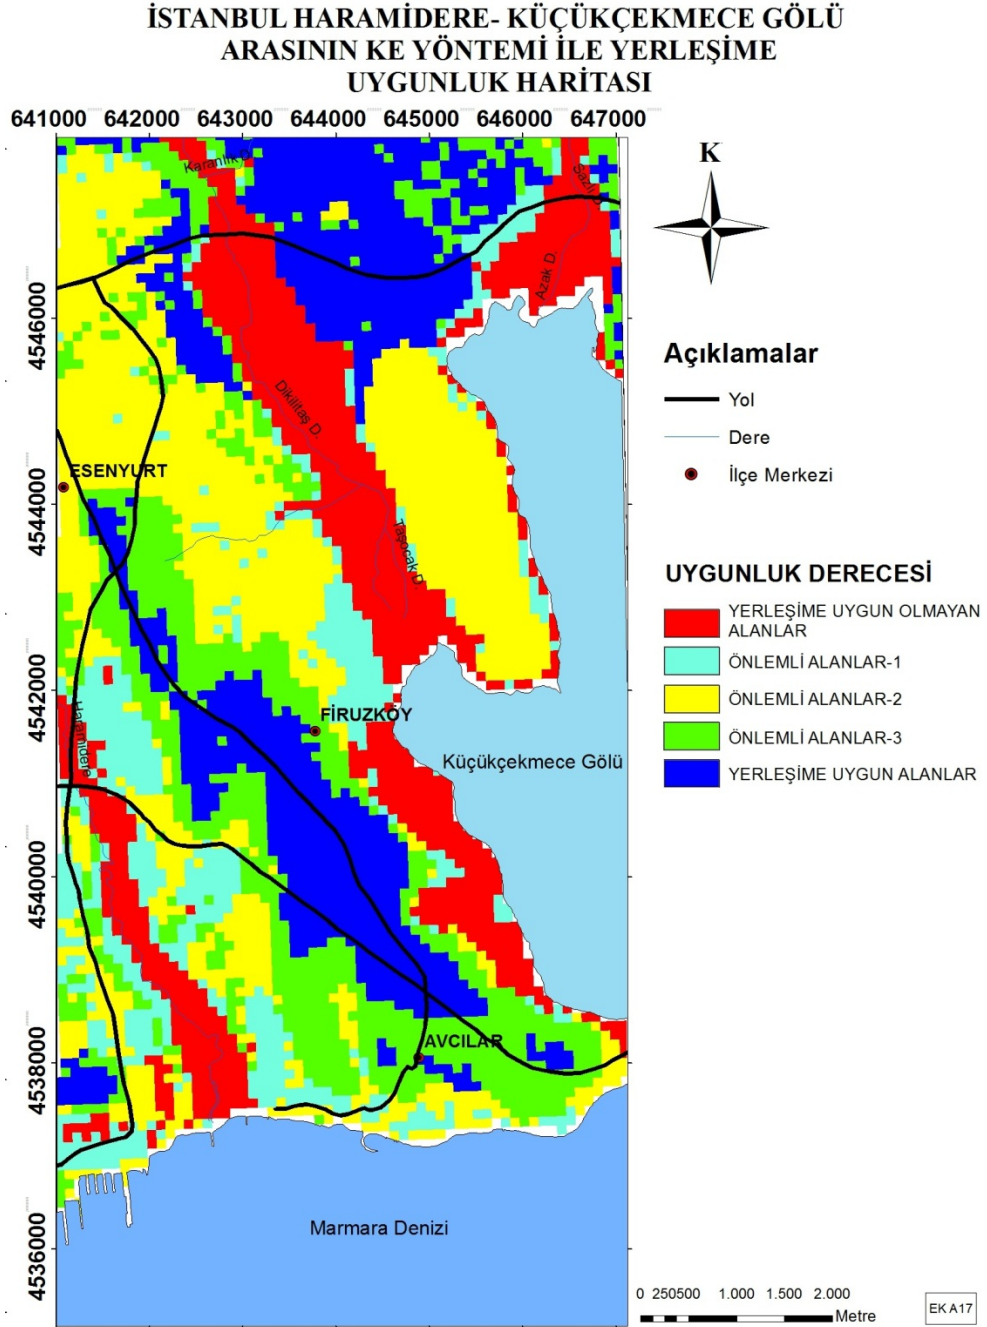 İSTANBUL HARAMİDERE- KÜÇÜKÇEKMECE GÖLÜ
ARASININ KE YÖNTEMİ İLE YERLEŞİME
UYGUNLUK HARİTASI
641000 642000 643000 644000 645000 646000 647000
K
Karanlık D.
Sazlı
Azak D.
4546000
Açıklamalar
Yol
Dere
İlçe Merkezi
Dikilitaş D.
ESENYURT
4544000
Taşocak D.
UYGUNLUK DERECESİ
YERLEŞİME UYGUN OLMAYAN
ALANLAR
ÖNLEMLİ ALANLAR-1
ÖNLEMLİ ALANLAR-2
ÖNLEMLİ ALANLAR-3
YERLEŞİME UYGUN ALANLAR
4542000
FİRUZKÖY
Haramidere
Küçükçekmece Gölü
4540000
AVCILAR
4538000
4536000
Marmara Denizi
0 250500 1.000 1.500 2.000
Metre
EK A17